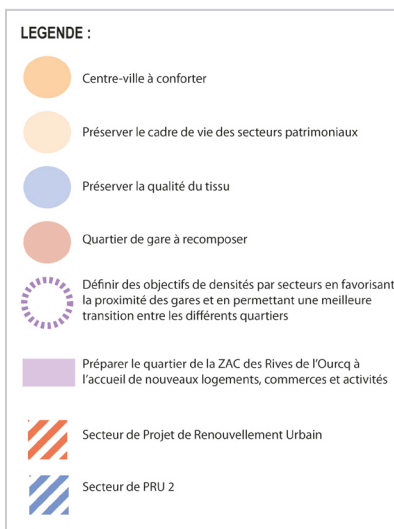 LEGENDE :
Centre-ville à conforter
Préserver le cadre de vie des secteurs patrimoniaux
Préserver la qualité du tissu
Quartier de gare à recomposer
Définir des objectifs de densités par secteurs en favorisant
la proximité des gares et en permettant une meilleure
transition entre les différents quartiers
Préparer le quartier de la ZAC des Rives de l'Ourcq à
l'accueil de nouveaux logements, commerces et activités
Secteur de Projet de Renouvellement Urbain
Secteur de PRU 2